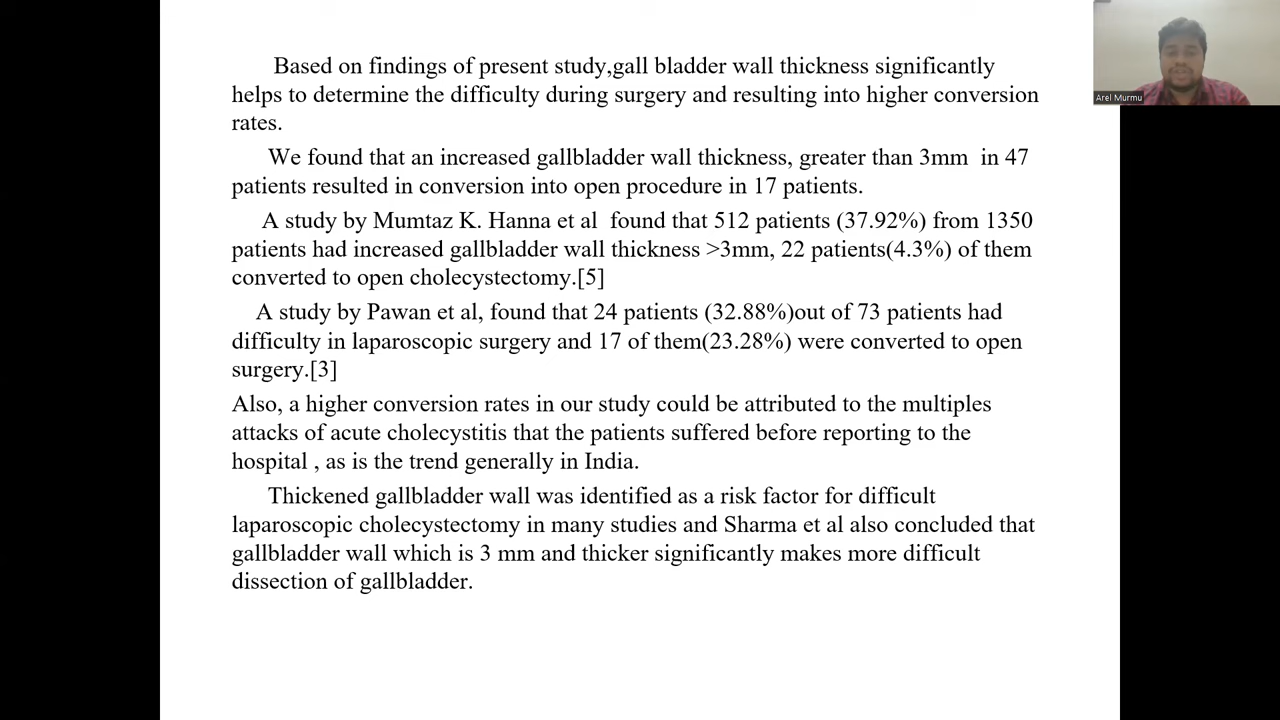 Based on findings of present study,gall bladder wall thickness significantly
helps to determine the difficulty during surgery and resulting into higher conversion
rates.
We found that an increased gallbladder wall thickness, greater than 3mm  in 47
patients resulted in conversion into open procedure in 17 patients.
A study by Mumtaz K. Hanna et al  found that 512 patients (37.92%) from 1350
patients had increased gallbladder wall thickness >3mm, 22 patients(4.3%) of them
converted to open cholecystectomy.[5]
A study by Pawan et al, found that 24 patients (32.88%)out of 73 patients had
difficulty in laparoscopic surgery and 17 of them(23.28%) were converted to open
surgery.[3]
Also, a higher conversion rates in our study could be attributed to the multiples
attacks of acute cholecystitis that the patients suffered before reporting to the
hospital , as is the trend generally in India.
Thickened gallbladder wall was identified as a risk factor for difficult
laparoscopic cholecystectomy in many studies and Sharma et al also concluded that
gallbladder wall which is 3 mm and thicker significantly makes more difficult
dissection of gallbladder.
Arel Murmu